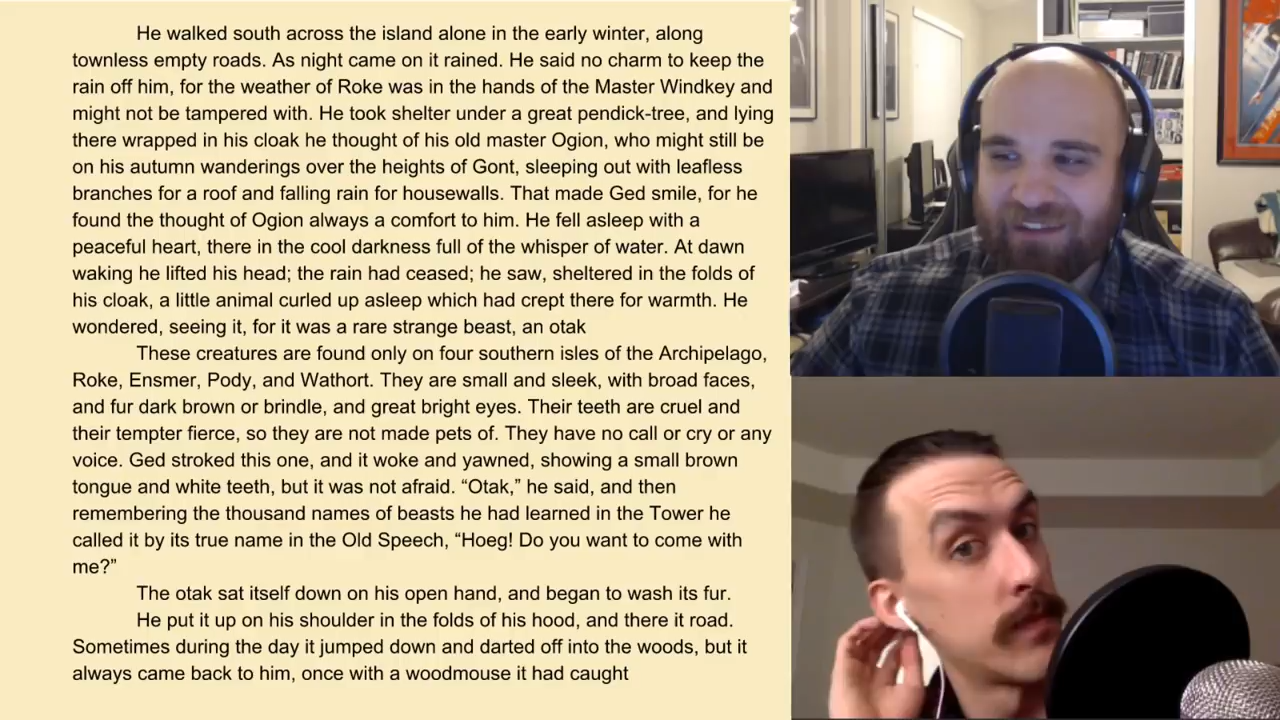 He walked south across the island alone in the early winter, along
townless empty roads. As night came on it rained. He said no charm to keep the
rain off him, for the weather of Roke was in the hands of the Master Windkey and
might not be tampered with. He took shelter under a great pendick-tree, and lying
there wrapped in his cloak he thought of his old master Ogion, who might still be
on his autumn wanderings over the heights of Gont, sleeping out with leafless
branches for a roof and falling rain for housewalls. That made Ged smile, for he
found the thought of Ogion always a comfort to him. He fell asleep with a
peaceful heart, there in the cool darkness full of the whisper of water. At dawn
waking he lifted his head; the rain had ceased; he saw, sheltered in the folds of
his cloak, a little animal curled up asleep which had crept there for warmth. He
wondered, seeing it, for it was a rare strange beast, an otak
These creatures are found only on four southern isles of the Archipelago,
Roke, Ensmer, Pody, and Wathort. They are small and sleek, with broad faces,
and fur dark brown or brindle, and great bright eyes. Their teeth are cruel and
their tempter fierce, so they are not made pets of. They have no call or cry or any
voice. Ged stroked this one, and it woke and yawned, showing a small brown
tongue and white teeth, but it was not afraid. “Otak,” he said, and then
remembering the thousand names of beasts he had learned in the Tower he
called it by its true name in the Old Speech, “Hoeg! Do you want to come with
me?”
The otak sat itself down on his open hand, and began to wash its fur.
He put it up on his shoulder in the folds of his hood, and there it road.
Sometimes during the day it jumped down and darted off into the woods, but it
always came back to him, once with a woodmouse it had caught